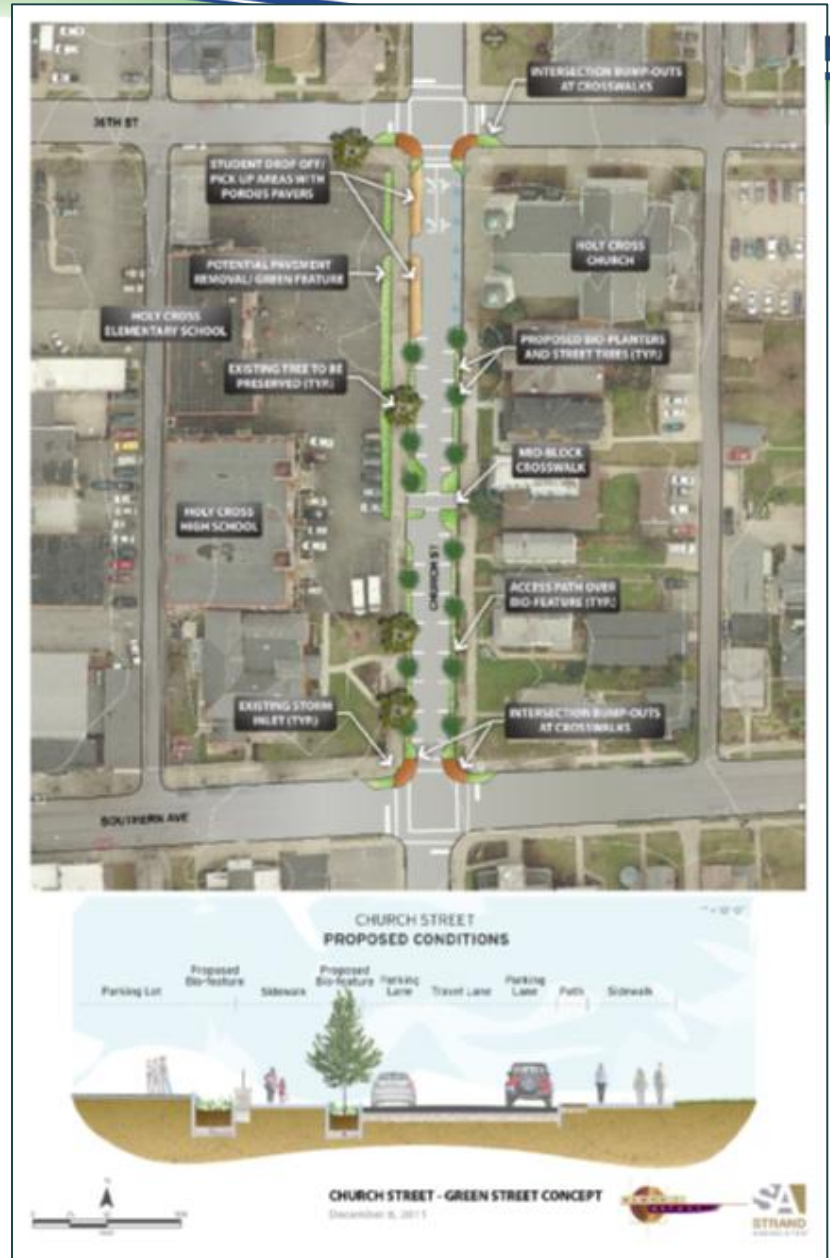 INTERSECTION BUMP-OUTS
AT CROSSWALKS
36TH ST
STUDENT DROP OFF/
PICK UP AREAS WITH
POROUS PAVERS
HOLY CROSS
CHURCH
POTENTIAL PAVEMENT
REMOVAL/ GREEN FEATURE
HOLY CROSS
ELEMENTARY SCHOOL
PROPOSED BIO-PLANTERS
AND STREET TREES (TYP.)
EXISTING TREE TO BE
PRESERVED (TYP.)
MID-BLOCK
CROSSWALK
HOLY CROSS
HIGH SCHOOL
CHURCH ST
ACCESS PATH OVER
BIO-FEATURE (TYP.)
EXISTING STORM
INLET (TYP.)
INTERSECTION BUMP-OUTS
AT CROSSWALKS
SOUTHERN AVE
CHURCH STREET
PROPOSED CONDITIONS
Parking Lot
Proposed
Bio-feature
Sidewalk
Proposed
Bio-feature
Parking
Lane
Travel Lane
Parking
Lane
Path
Sidewalk
CHURCH STREET - GREEN STREET CONCEPT
December 8, 2011
SA
STRAND